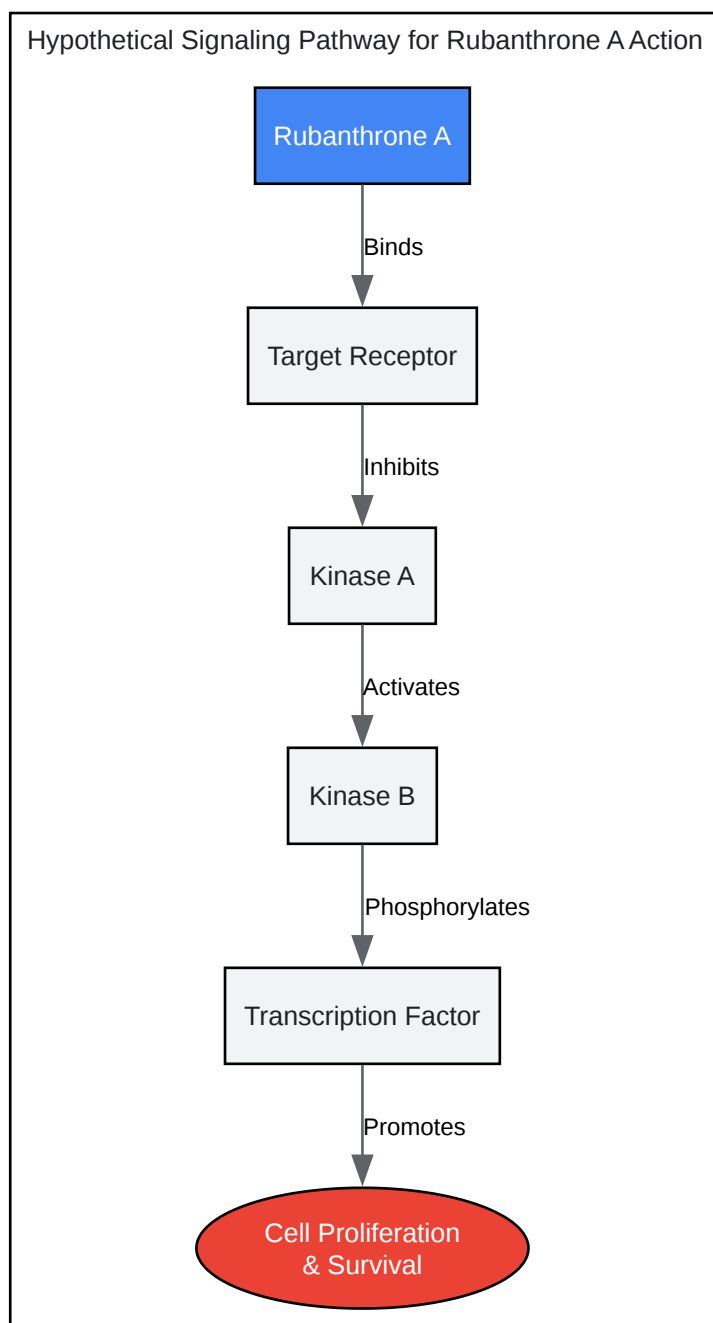 Hypothetical Signaling Pathway for Rubanthrone A Action
Rubanthrone A
Binds
Target Receptor
Inhibits
Kinase A
Activates
Kinase B
Phosphorylates
Transcription Factor
Promotes
Cell Proliferation
& Survival